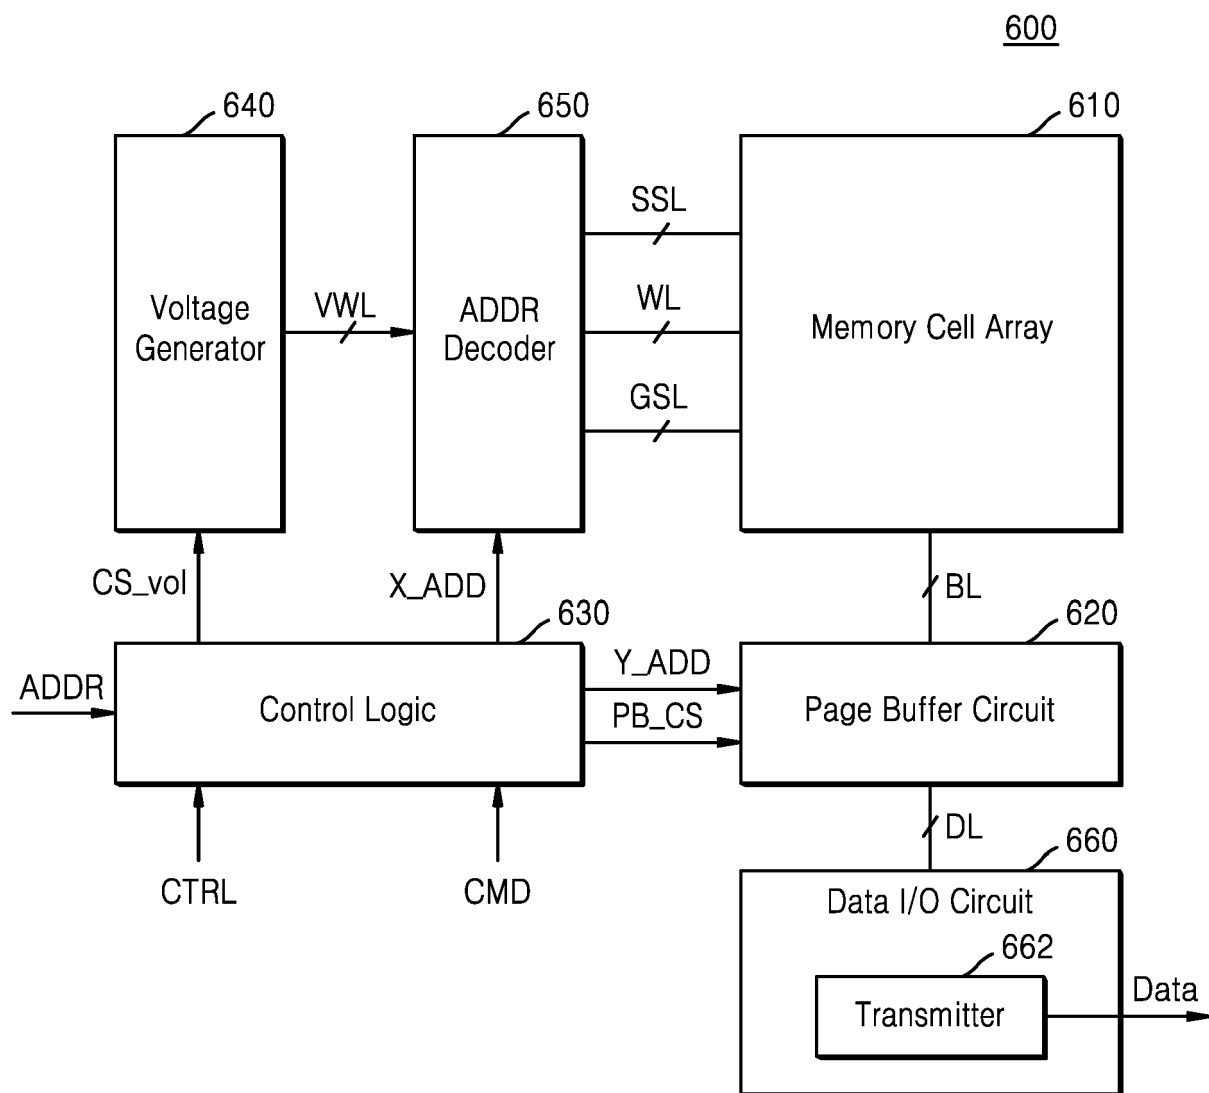 600
640
650
610
SSL
Voltage
Generator
VWL
ADDR
Decoder
WL
Memory Cell Array
GSL
CS_vol
X_ADD
BL
630
620
ADDR
Control Logic
Y_ADD
PB_CS
Page Buffer Circuit
DL
660
CTRL
CMD
Data I/O Circuit
662
Transmitter
Data